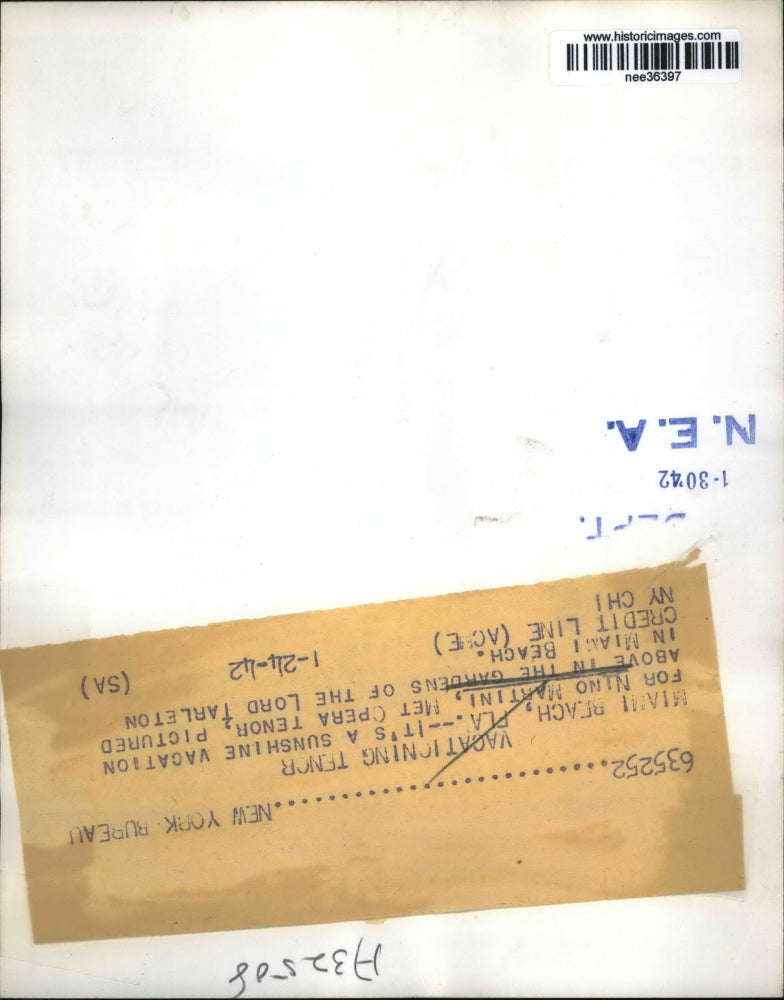 www.historicimages.com
nee36397
A32508
635252....................NEW YORK BUREAU
VACATIONING TENOR
MIAMI BEACH, FLA.--IT'S A SUNSHINE VACATION
FOR NINO MARTINI, MET OPERA TENOR, PICTURED
ABOVE IN THE GARDENS OF THE LORD TARLETON
IN MIAMI BEACH.
CREDIT LINE (ACME) 1-24-42 (SA)
NY CHI
1-30 42
N.E.A.